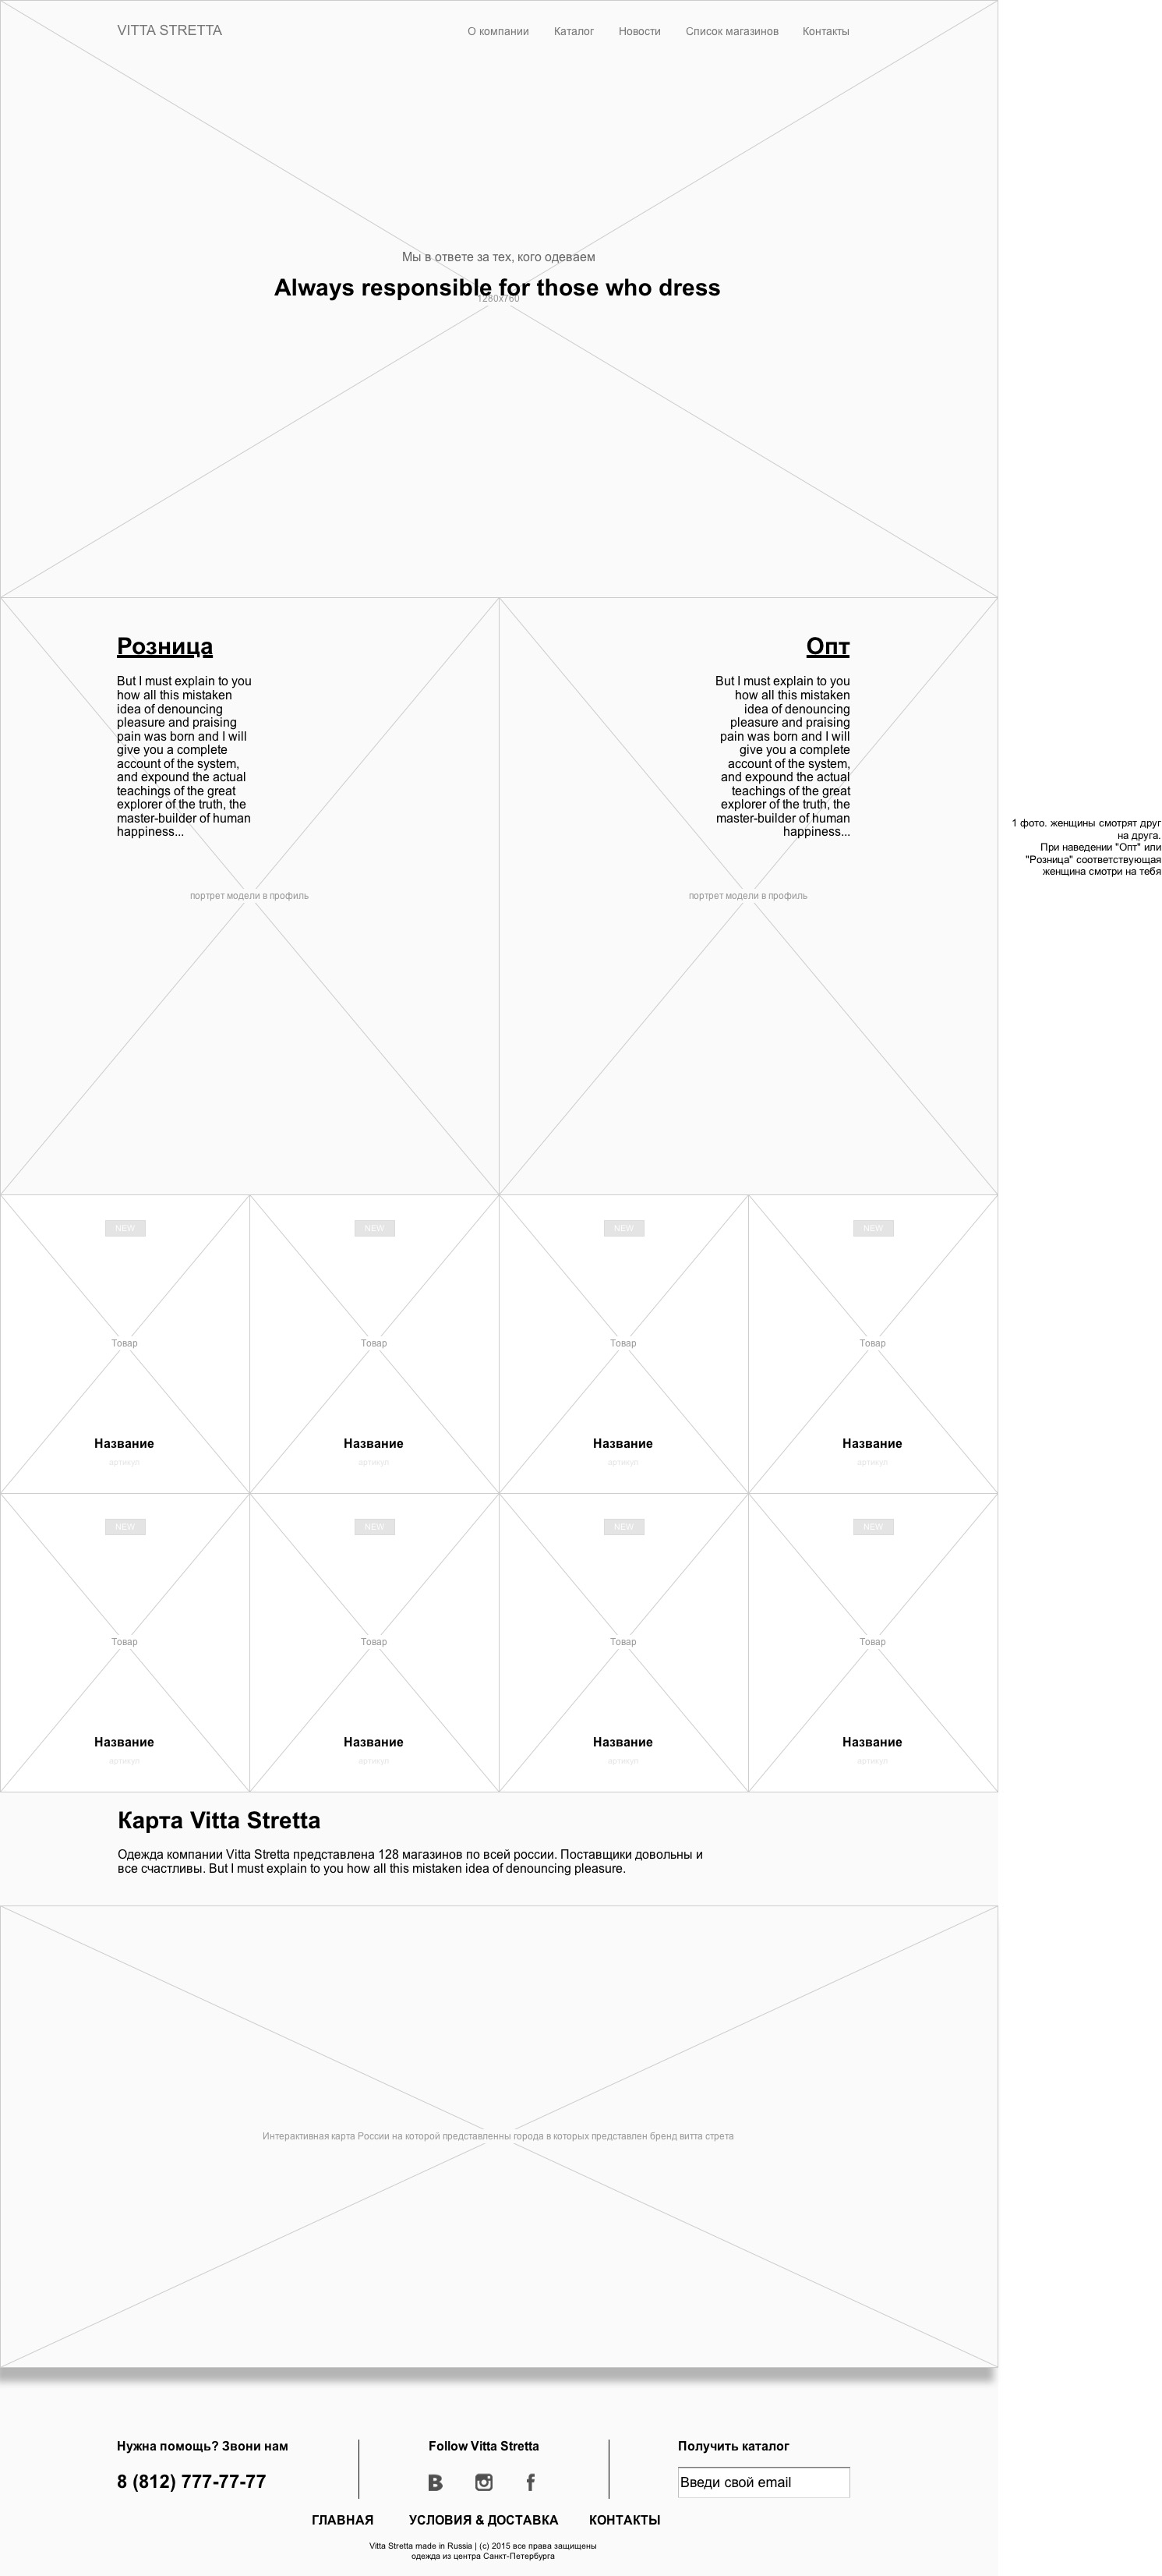 VITTA STRETTA
О компании Каталог Новости Список магазинов Контакты
Мы в ответе за тех, кого одеваем
Always responsible for those who dress
1280x760
Розница
But I must explain to you
how all this mistaken
idea of denouncing
pleasure and praising
pain was born and I will
give you a complete
account of the system,
and expound the actual
teachings of the great
explorer of the truth, the
master-builder of human
happiness...
портрет модели в профиль
Опт
But I must explain to you
how all this mistaken
idea of denouncing
pleasure and praising
pain was born and I will
give you a complete
account of the system,
and expound the actual
teachings of the great
explorer of the truth, the
master-builder of human
happiness...
портрет модели в профиль
1 фото. женщины смотрят друг
на друга.
При наведении "Опт" или
"Розница" соответствующая
женщина смотри на тебя
NEW NEW NEW NEW
Товар Товар Товар Товар
Название Название Название Название
артикул артикул артикул артикул
NEW NEW NEW NEW
Товар Товар Товар Товар
Название Название Название Название
артикул артикул артикул артикул
Карта Vitta Stretta
Одежда компании Vitta Stretta представлена 128 магазинов по всей россии. Поставщики довольны и
все счастливы. But I must explain to you how all this mistaken idea of denouncing pleasure.
Интерактивная карта России на которой представленны города в которых представлен бренд витта стрета
Нужна помощь? Звони нам
8 (812) 777-77-77
Follow Vitta Stretta
Получить каталог
Введи свой email
ГЛАВНАЯ УСЛОВИЯ & ДОСТАВКА КОНТАКТЫ
Vitta Stretta made in Russia | (c) 2015 все права защищены
одежда из центра Санкт-Петербурга